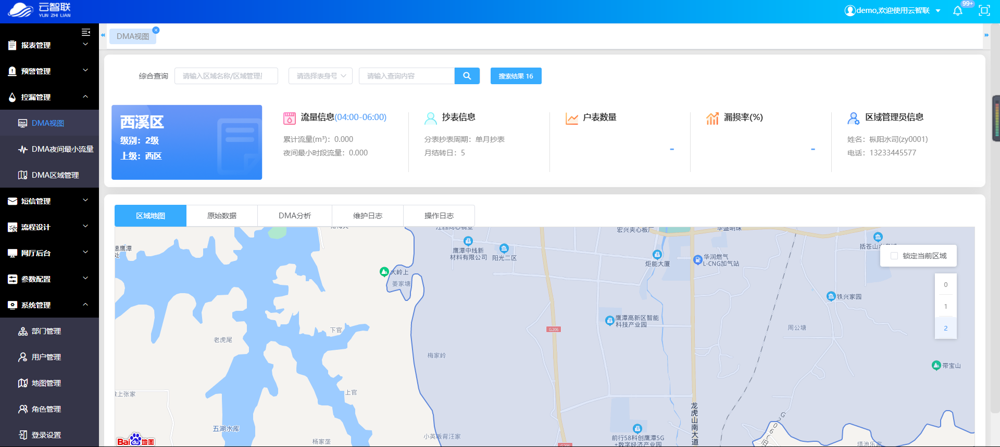 云智联
YUN ZHI LIAN
demo,欢迎使用云智联
99+
报表管理
预警管理
控漏管理
DMA视图
DMA夜间最小流量
DMA区域管理
短信管理
流程设计
网厅后台
参数配置
系统管理
部门管理
用户管理
地图管理
角色管理
登录设置
DMA视图
综合查询
请输入区域名称/区域管理
请选择表身号
请输入查询内容
搜索结果 16
西溪区
级别：2级
上级：西区
流量信息(04:00-06:00)
累计流量(m³)：0.000
夜间最小时段流量：0.000
抄表信息
分表抄表周期：单月抄表
月结转日：5
户表数量
-
漏损率(%)
-
区域管理员信息
姓名：枞阳水司(zy0001)
电话：13233445577
区域地图
原始数据
DMA分析
维护日志
操作日志
宏兴夹心板厂
华盛明珠
速鹰潭
处
鹰潭中线新
材料有限公司
阳光二区
炬能大厦
华润燃气
L-CNG加气站
括苍山水
锁定当前区域
0
1
2
大岭上
姜家塘
铁兴家园
鹰潭高新区智能
科技产业园
周公塘
G206
下官
老虎尾
梅家岭
带宝山
上官
上张家
龙虎山南大道
G206
五湖水库
小英畈背汪家
杨家垄
前行58科创鹰潭5G
+数字经济产业园
G206
塔池乐家
Bai du 地图